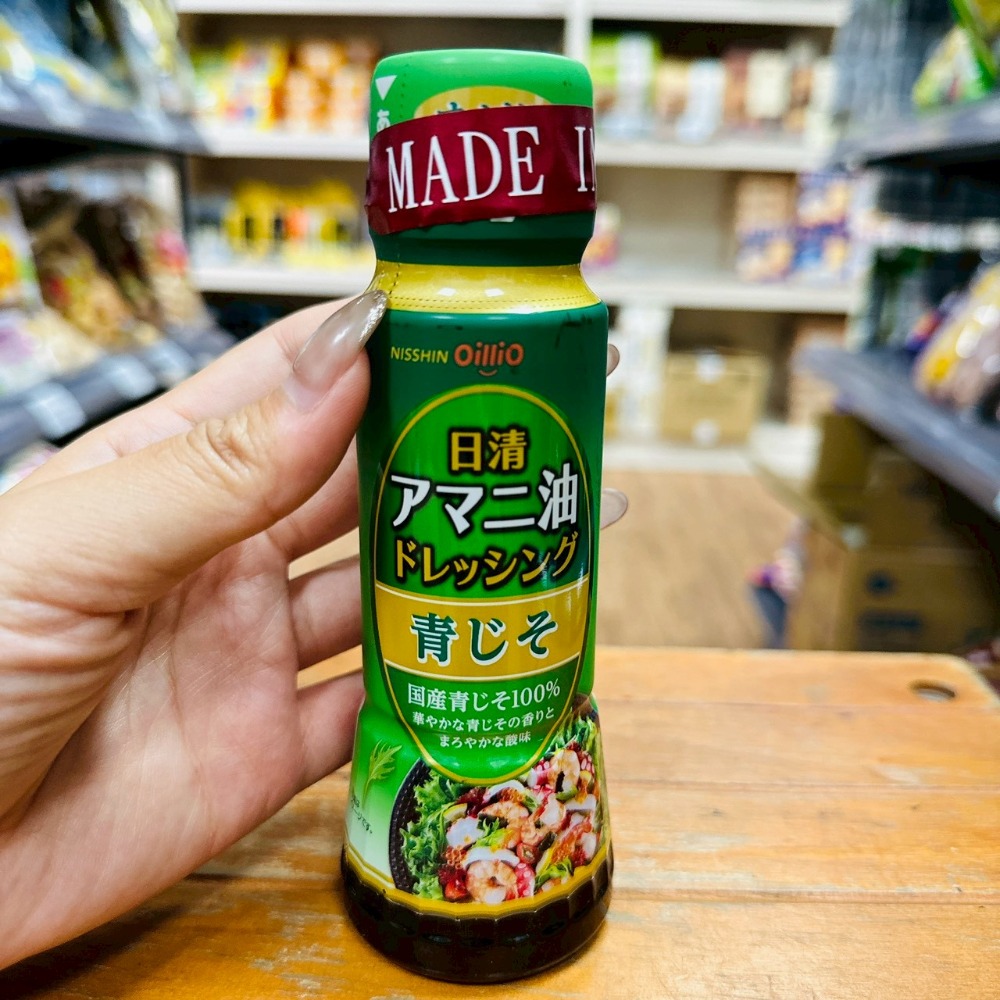 あ
MADE IN
NISSHIN OilliO
日清
アマニ油
ドレッシング
青じそ
国産青じそ100%
華やかな青じその香りと
まろやかな酸味